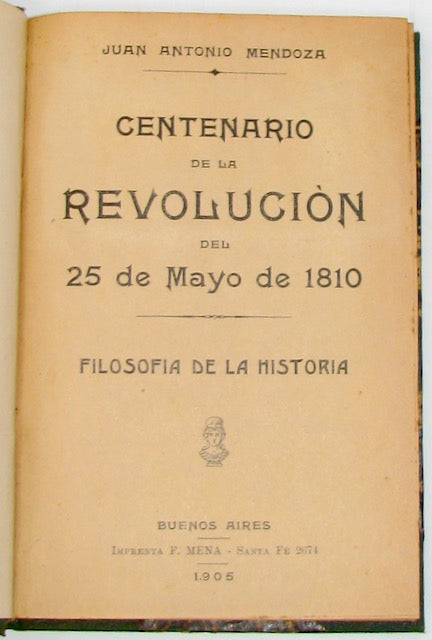 JUAN ANTONIO MENDOZA
CENTENARIO
DE LA
REVOLUCIÒN
DEL
25 de Mayo de 1810
FILOSOFIA DE LA HISTORIA
BUENOS AIRES
IMPRENTA F. MENA - SANTA FE 2674
1905